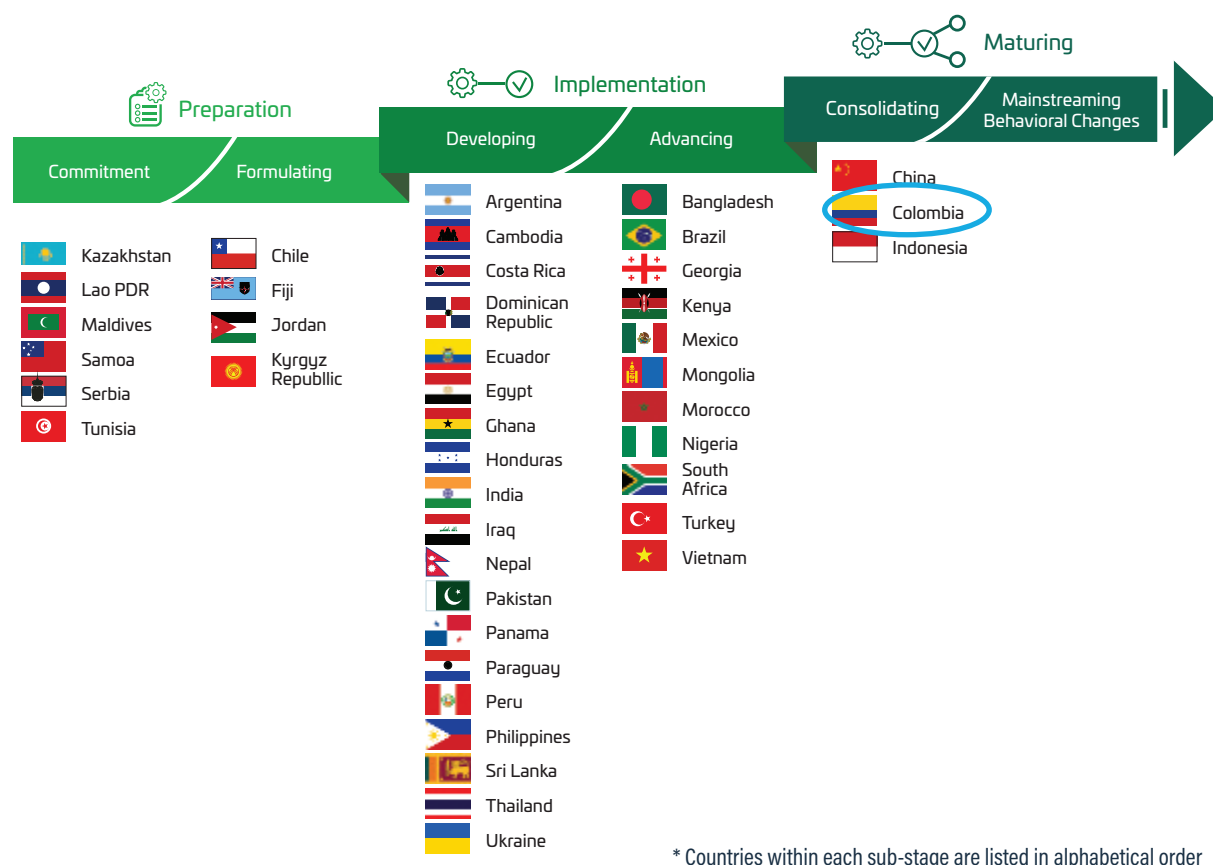 Preparation
Commitment
Formulating
Kazakhstan
Lao PDR
Maldives
Samoa
Serbia
Tunisia
Chile
Fiji
Jordan
Kyrgyz
Republlic
Implementation
Developing
Advancing
Argentina
Cambodia
Costa Rica
Dominican
Republic
Ecuador
Egypt
Ghana
Honduras
India
Iraq
Nepal
Pakistan
Panama
Paraguay
Peru
Philippines
Sri Lanka
Thailand
Ukraine
Bangladesh
Brazil
Georgia
Kenya
Mexico
Mongolia
Morocco
Nigeria
South
Africa
Turkey
Vietnam
Maturing
Consolidating
Mainstreaming
Behavioral Changes
China
Colombia
Indonesia
* Countries within each sub-stage are listed in alphabetical order